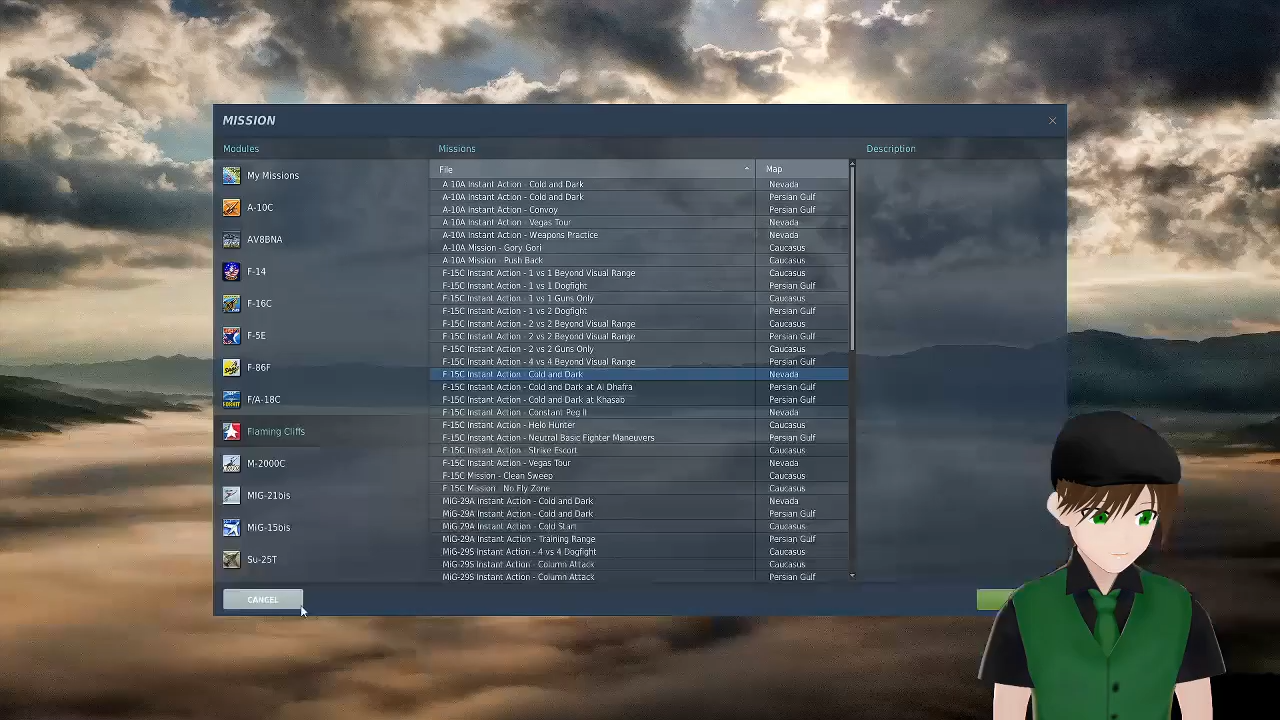 MISSION
Modules
Missions
Description
My Missions
A-10C
AV8BNA
F-14
F-16C
F-5E
F-86F
F/A-18C
Flaming Cliffs
M-2000C
MIG-21bis
MiG-15bis
Su-25T
File Map
A-10A Instant Action - Cold and Dark Nevada
A-10A Instant Action - Cold and Dark Persian Gulf
A-10A Instant Action - Convoy Persian Gulf
A-10A Instant Action - Vegas Tour Nevada
A-10A Instant Action - Weapons Practice Nevada
A-10A Mission - Gory Gori Caucasus
A-10A Mission - Push Back Caucasus
F-15C Instant Action - 1 vs 1 Beyond Visual Range Caucasus
F-15C Instant Action - 1 vs 1 Dogfight Persian Gulf
F-15C Instant Action - 1 vs 1 Guns Only Caucasus
F-15C Instant Action - 1 vs 2 Dogfight Persian Gulf
F-15C Instant Action - 2 vs 2 Beyond Visual Range Caucasus
F-15C Instant Action - 2 vs 2 Beyond Visual Range Persian Gulf
F-15C Instant Action - 2 vs 2 Guns Only Caucasus
F-15C Instant Action - 4 vs 4 Beyond Visual Range Persian Gulf
F-15C Instant Action - Cold and Dark Nevada
F-15C Instant Action - Cold and Dark at Al Dhafra Persian Gulf
F-15C Instant Action - Cold and Dark at Khasab Persian Gulf
F-15C Instant Action - Constant Peg II Nevada
F-15C Instant Action - Helo Hunter Caucasus
F-15C Instant Action - Neutral Basic Fighter Maneuvers Persian Gulf
F-15C Instant Action - Strike Escort Caucasus
F-15C Instant Action - Vegas Tour Nevada
F-15C Mission - Clean Sweep Caucasus
F-15C Mission - No Fly Zone Caucasus
MiG-29A Instant Action - Cold and Dark Nevada
MiG-29A Instant Action - Cold and Dark Persian Gulf
MiG-29A Instant Action - Cold Start Caucasus
MiG-29A Instant Action - Training Range Persian Gulf
MiG-29S Instant Action - 4 vs 4 Dogfight Caucasus
MiG-29S Instant Action - Column Attack Caucasus
MiG-29S Instant Action - Column Attack Persian Gulf
CANCEL